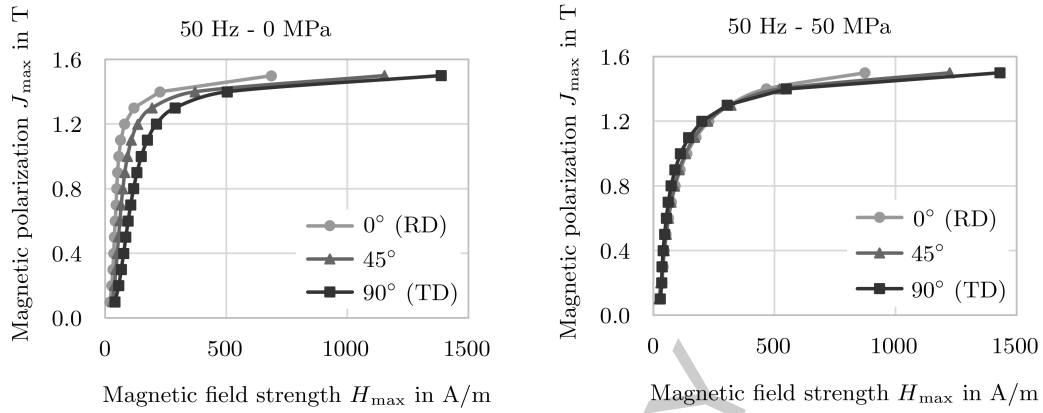 50 Hz - 0 MPa
Magnetic polarization J_max in T
1.6
1.2
0.8
0.4
0.0
0° (RD)
45°
90° (TD)
0 500 1000 1500
Magnetic field strength H_max in A/m
50 Hz - 50 MPa
Magnetic polarization J_max in T
1.6
1.2
0.8
0.4
0.0
0° (RD)
45°
90° (TD)
0 500 1000 1500
Magnetic field strength H_max in A/m